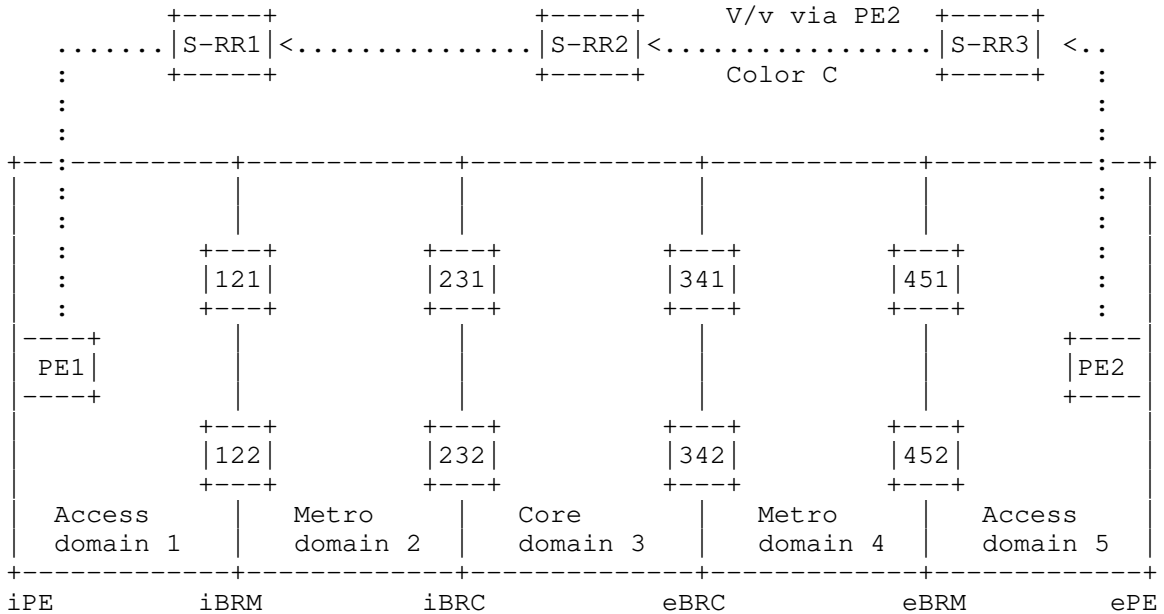 V/v via PE2
S-RR1 S-RR2 S-RR3
Color C
121 231 341 451
PE1 PE2
122 232 342 452
Access Metro Core Metro Access
domain 1 domain 2 domain 3 domain 4 domain 5
iPE iBRM iBRC eBRC eBRM ePE